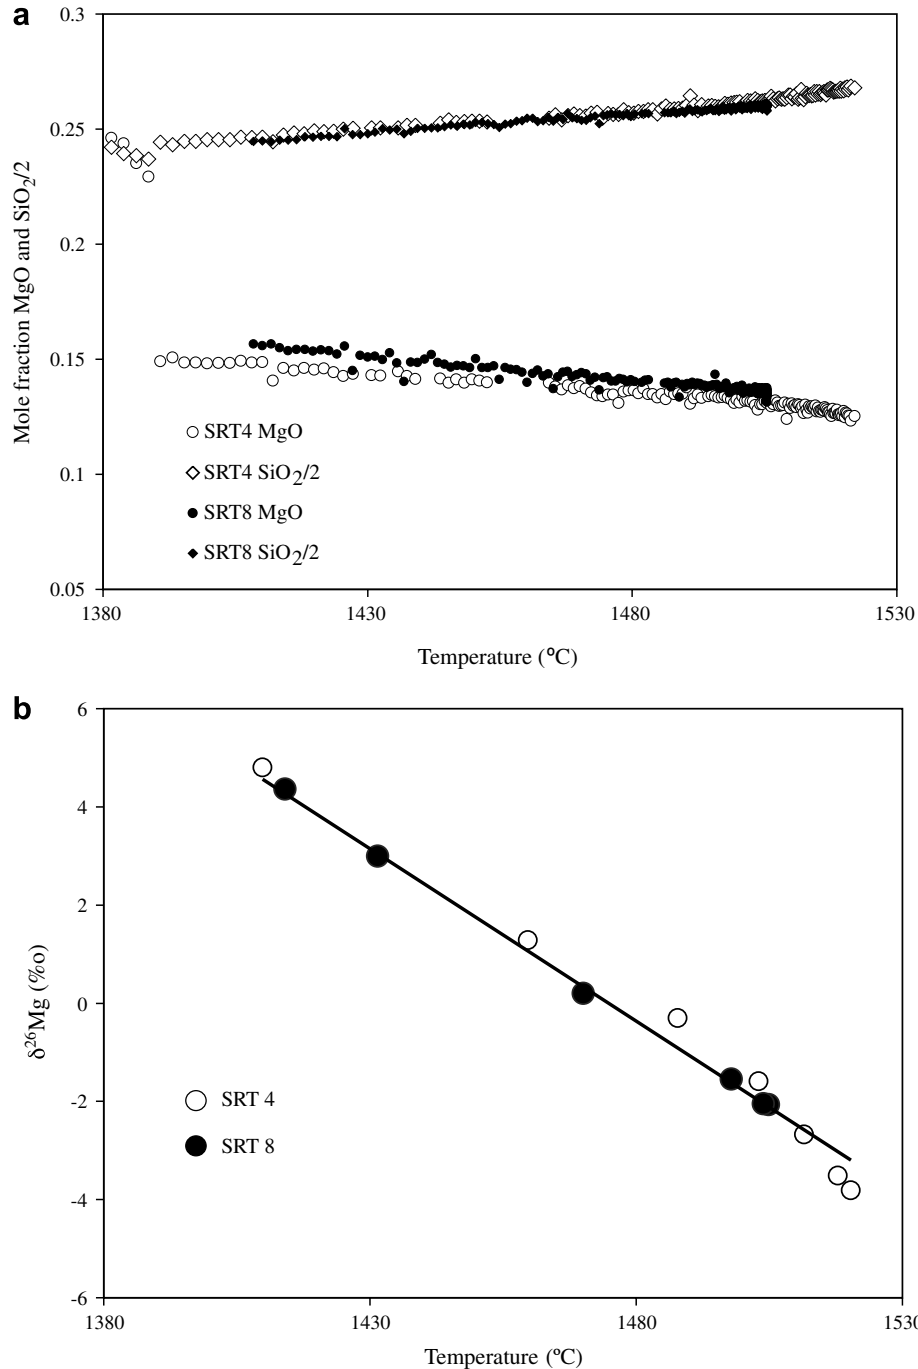 a
0.3
0.25
0.2
0.15
0.1
0.05
Mole fraction MgO and SiO2/2
SRT4 MgO
SRT4 SiO2/2
SRT8 MgO
SRT8 SiO2/2
1380 1430 1480 1530
Temperature (ºC)
b
6
4
2
0
-2
-4
-6
δ26Mg (%o)
SRT 4
SRT 8
1380 1430 1480 1530
Temperature (ºC)